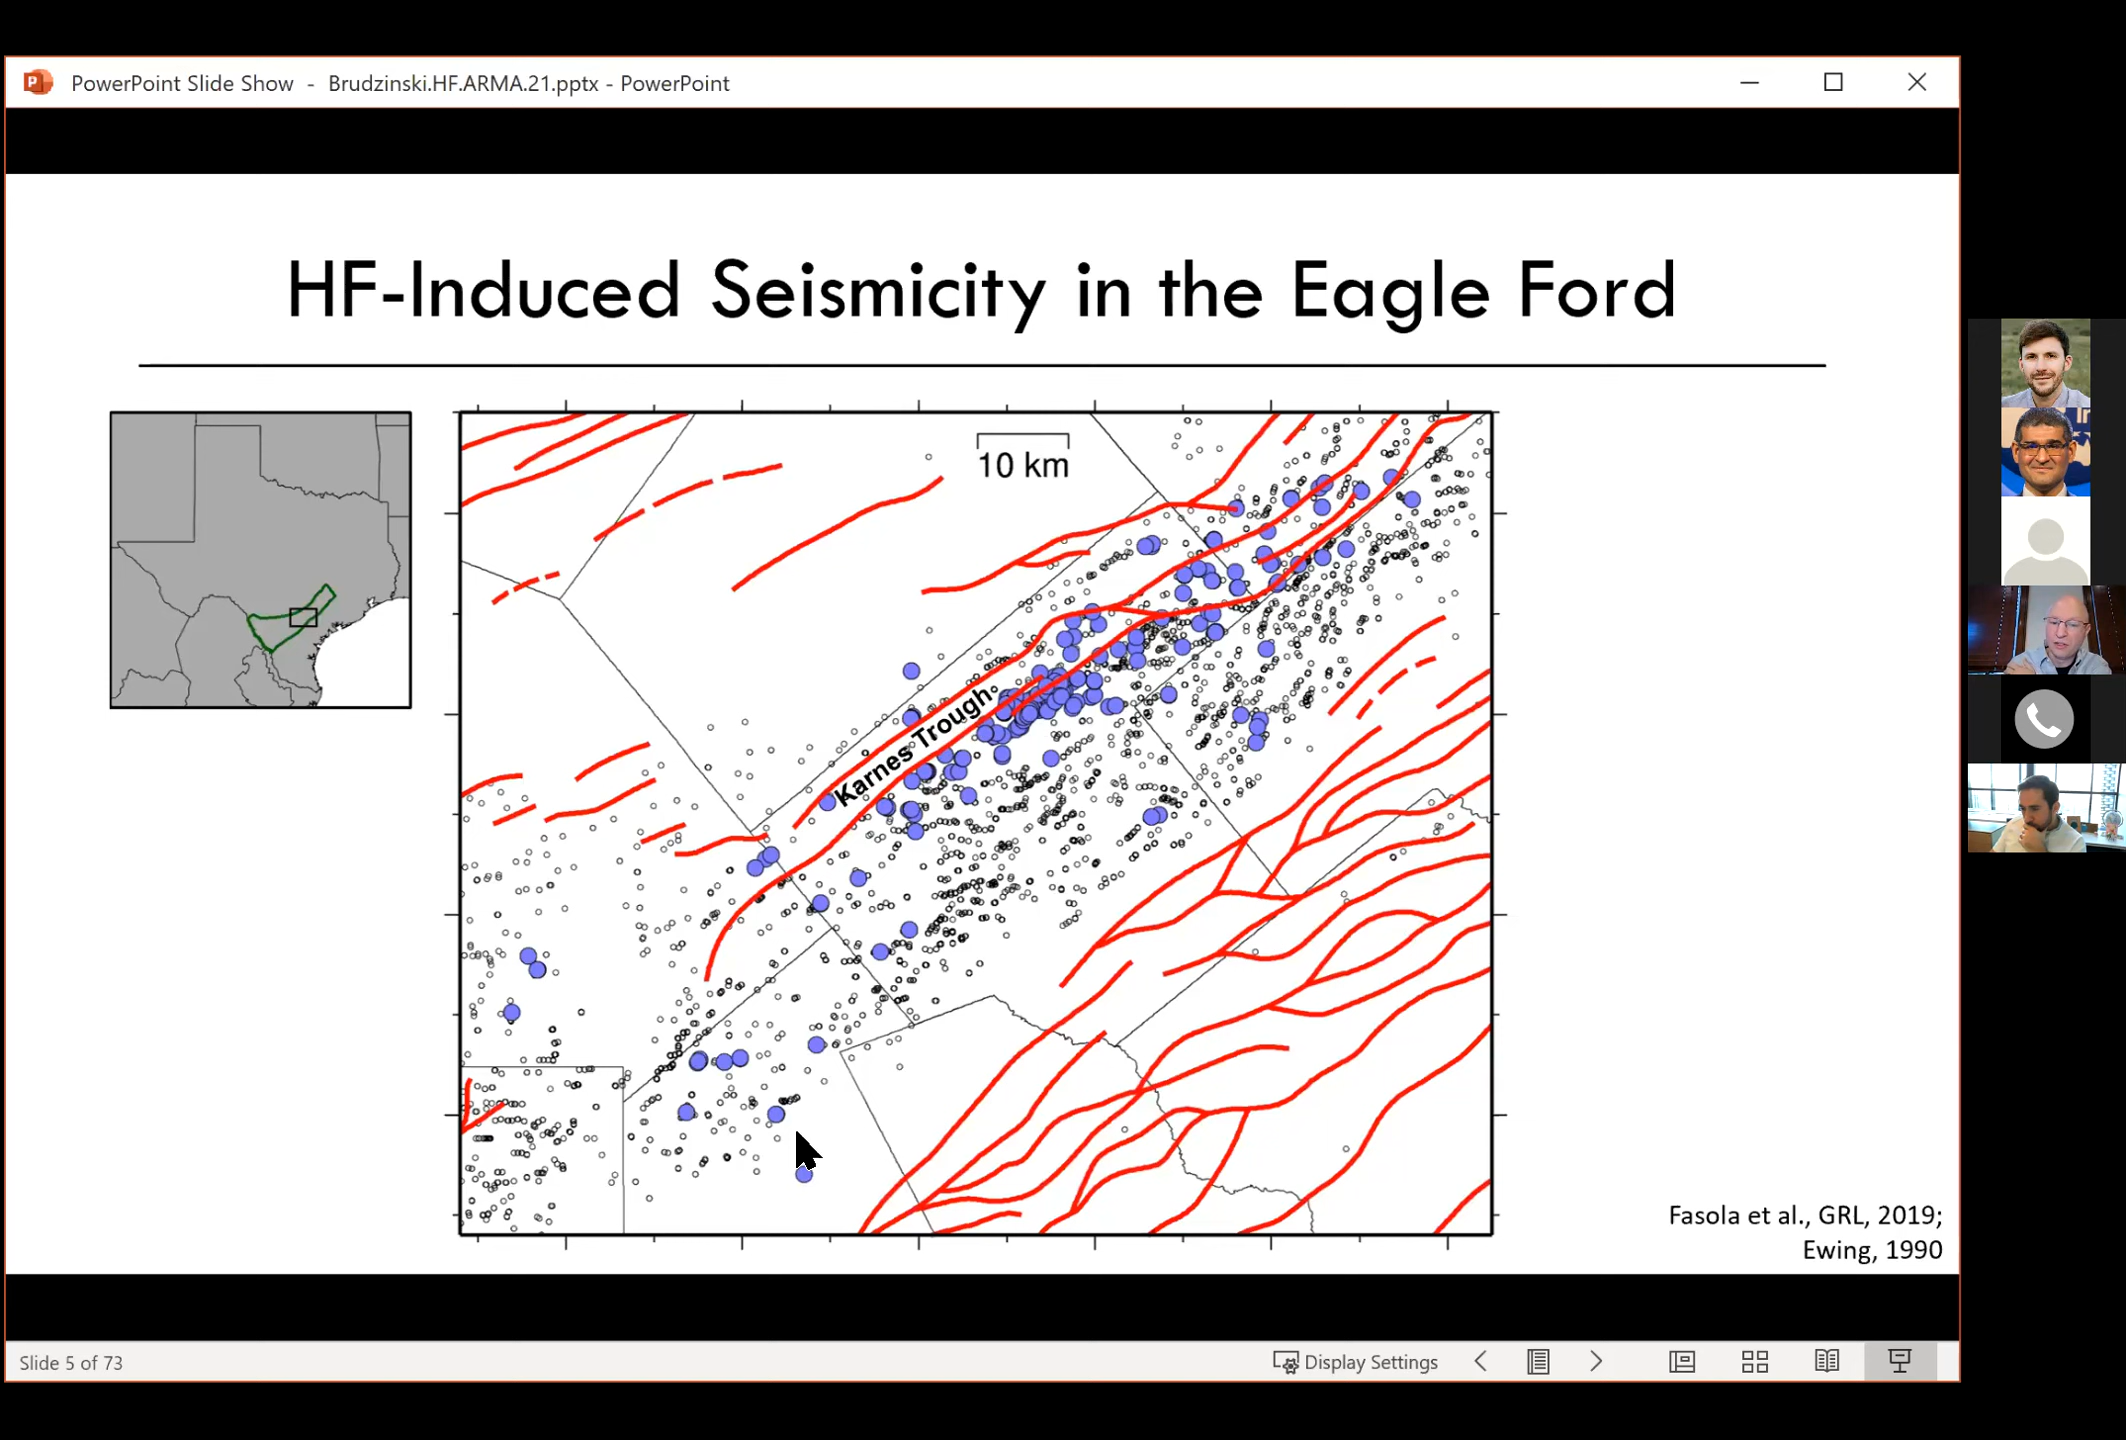 PowerPoint Slide Show - Brudzinski.HF.ARMA.21.pptx - PowerPoint
HF-Induced Seismicity in the Eagle Ford
10 km
Karnes Trough
Fasola et al., GRL, 2019;
Ewing, 1990
Slide 5 of 73
Display Settings